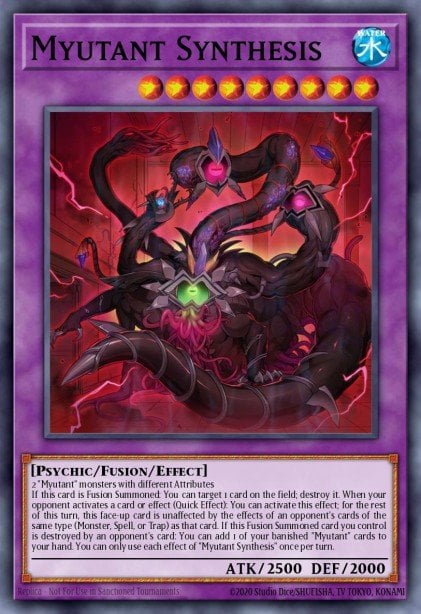 Myutant Synthesis
WATER
水
[Psychic/Fusion/Effect]
2 "Myutant" monsters with different Attributes
If this card is Fusion Summoned: You can target 1 card on the field; destroy it. When your
opponent activates a card or effect (Quick Effect): You can activate this effect; for the rest
of this turn, this face-up card is unaffected by the effects of an opponent's cards of the
same type (Monster, Spell, or Trap) as that card. If this Fusion Summoned card you control
is destroyed by an opponent's card: You can add 1 of your banished "Myutant" cards to
your hand. You can only use each effect of "Myutant Synthesis" once per turn.
ATK/2500 DEF/2000
Replica - Not For Use in Sanctioned Tournaments
©2020 Studio Dice/SHUEISHA, TV TOKYO, KONAMI